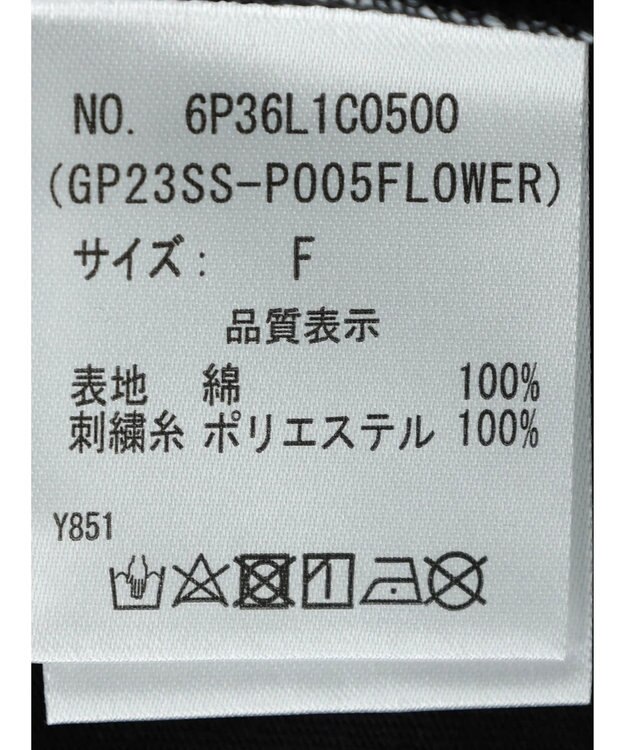 NO. 6P36L1C0500
(GP23SS-P005FLOWER)
サイズ: F
品質表示
表地 綿 100%
刺繍糸 ポリエステル 100%
Y851